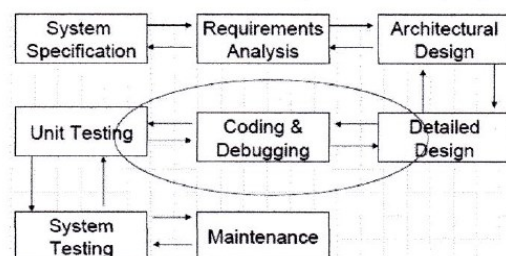 System
Specification
Requirements
Analysis
Architectural
Design
Unit Testing
Coding &
Debugging
Detailed
Design
System
Testing
Maintenance